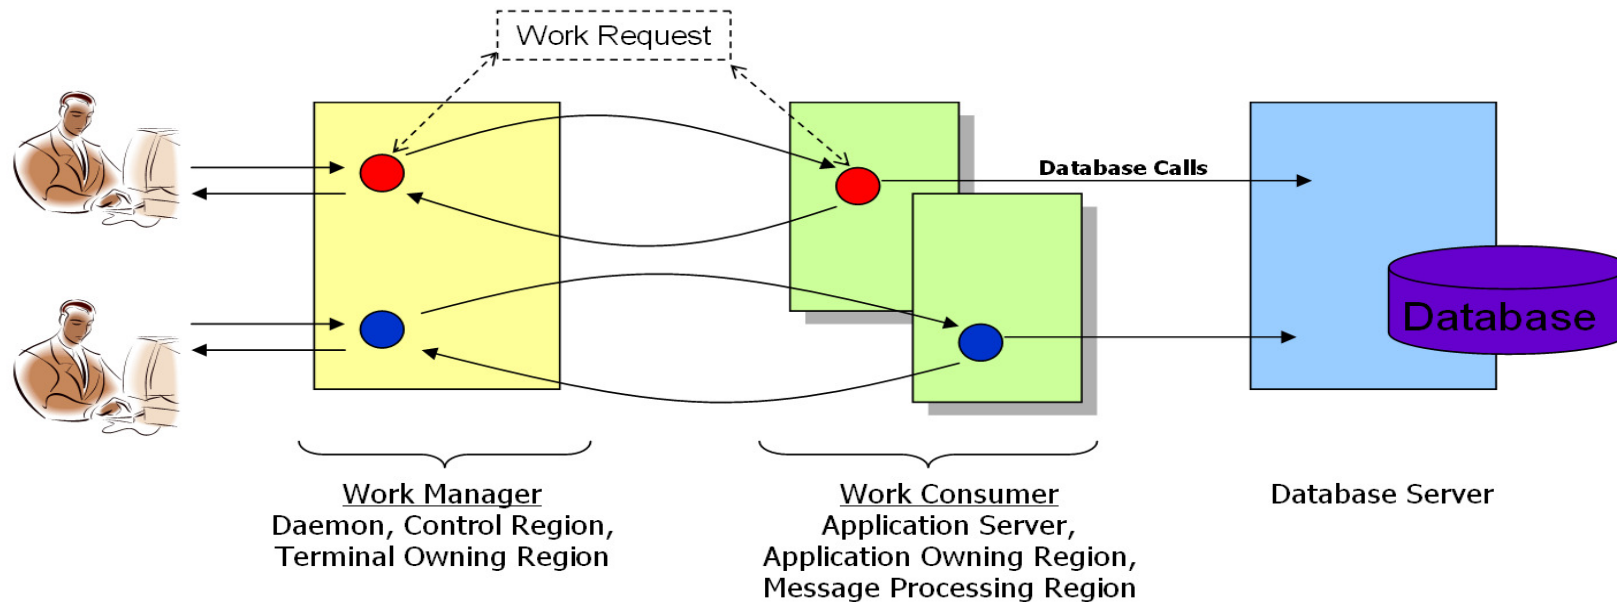 Work Request
Database Calls
Database
Work Manager
Daemon, Control Region,
Terminal Owning Region
Work Consumer
Application Server,
Application Owning Region,
Message Processing Region
Database Server